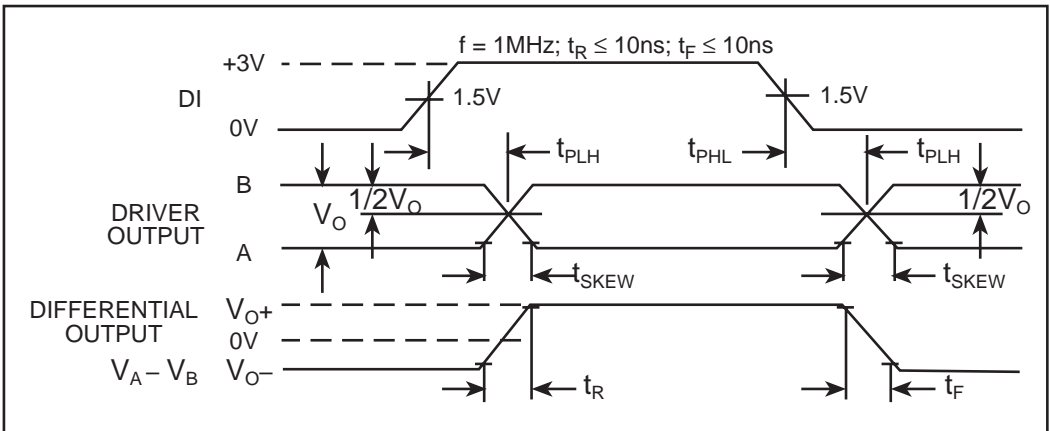 f = 1MHz; tR ≤ 10ns; tF ≤ 10ns
+3V
DI
1.5V
1.5V
0V
tPLH
tPHL
tPLH
B
1/2VO
1/2VO
DRIVER
OUTPUT
VO
A
tSKEW
tSKEW
DIFFERENTIAL
OUTPUT
VO+
0V
VA – VB
VO–
tR
tF